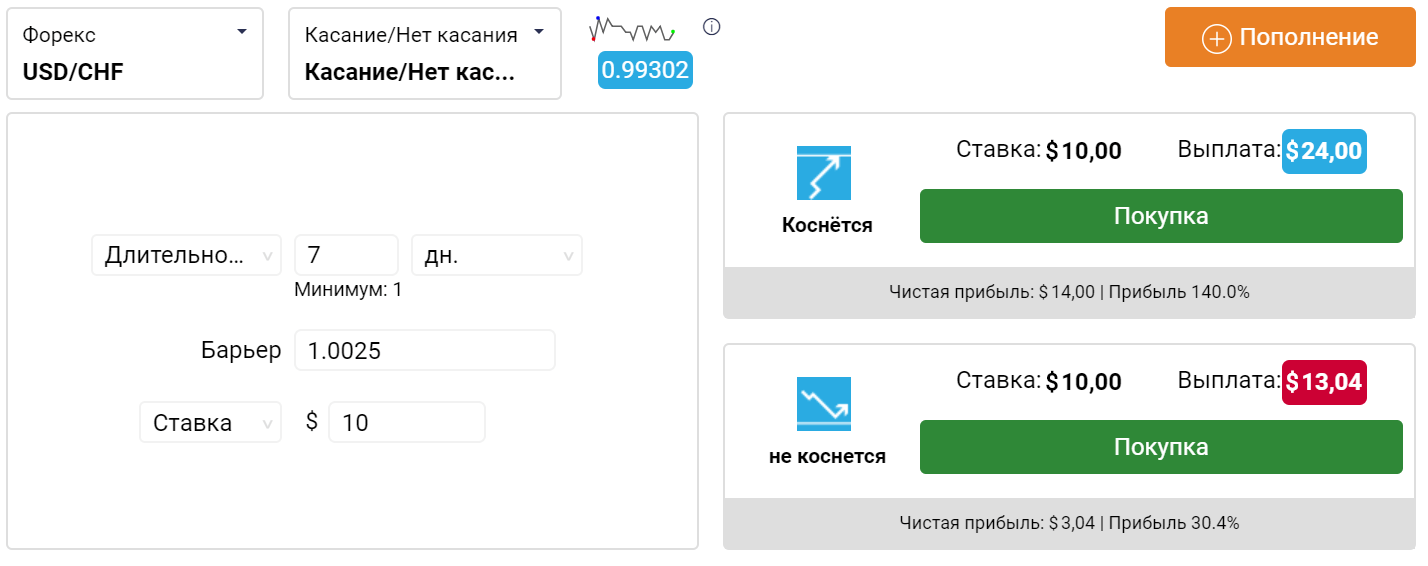 Форекс
USD/CHF
Касание/Нет касания
Касание/Нет кас...
0.99302
Пополнение
Длительно... 7 дн.
Минимум: 1
Барьер 1.0025
Ставка $ 10
Ставка: $10,00 Выплата: $24,00
Коснётся
Покупка
Чистая прибыль: $14,00 | Прибыль 140.0%
Ставка: $10,00 Выплата: $13,04
не коснется
Покупка
Чистая прибыль: $3,04 | Прибыль 30.4%